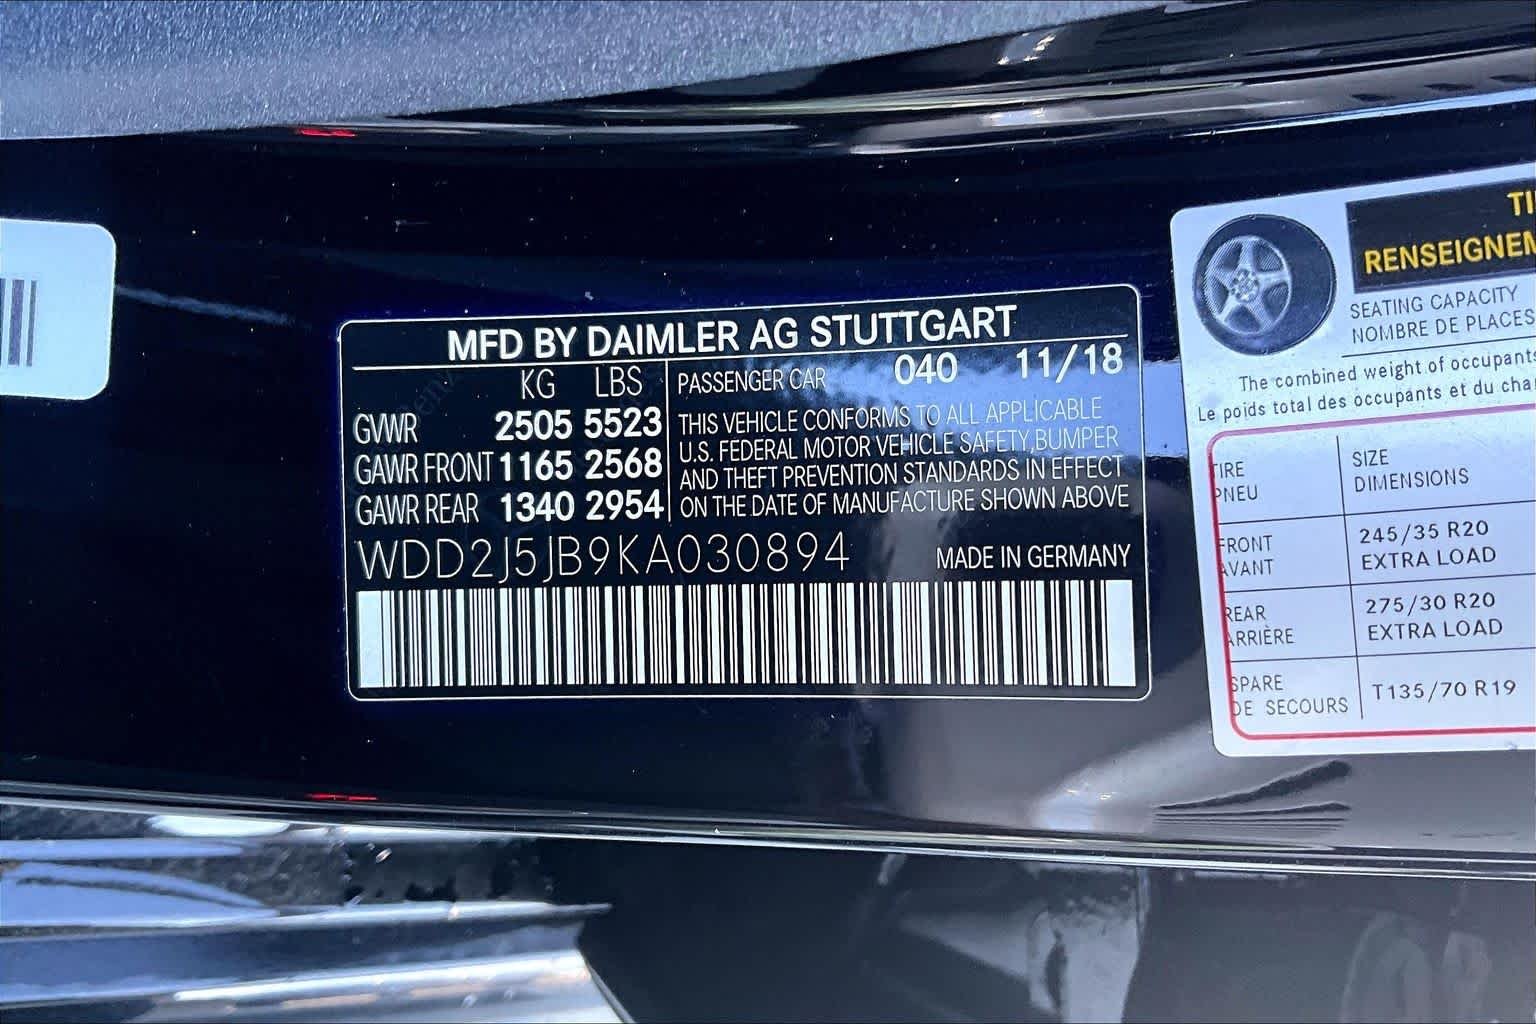 MFD BY DAIMLER AG STUTTGART
KG LBS
GVWR 2505 5523
GAWR FRONT 1165 2568
GAWR REAR 1340 2954
PASSENGER CAR 040 11/18
THIS VEHICLE CONFORMS TO ALL APPLICABLE
U.S. FEDERAL MOTOR VEHICLE SAFETY, BUMPER
AND THEFT PREVENTION STANDARDS IN EFFECT
ON THE DATE OF MANUFACTURE SHOWN ABOVE
WDD2J5JB9KA030894
MADE IN GERMANY
TI
RENSEIGNEM
SEATING CAPACITY
NOMBRE DE PLACES
The combined weight of occupants
Le poids total des occupants et du cha
TIRE
PNEU
SIZE
DIMENSIONS
FRONT
AVANT
245/35 R20
EXTRA LOAD
REAR
ARRIÈRE
275/30 R20
EXTRA LOAD
SPARE
DE SECOURS
T135/70 R19